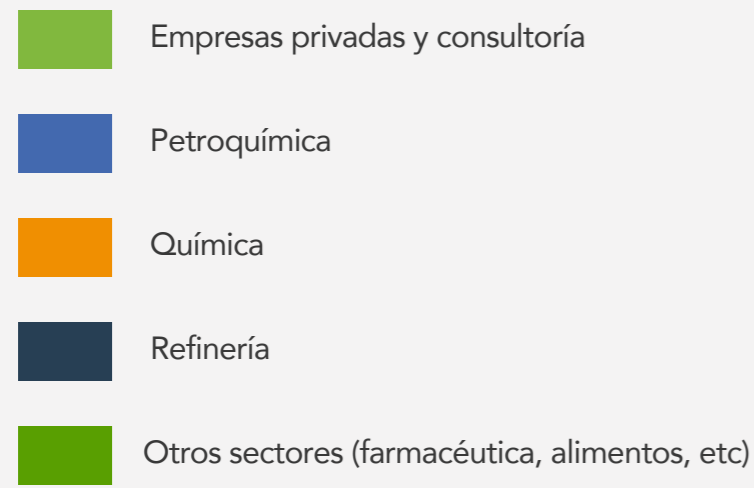 Empresas privadas y consultoría
Petroquímica
Química
Refinería
Otros sectores (farmacéutica, alimentos, etc)